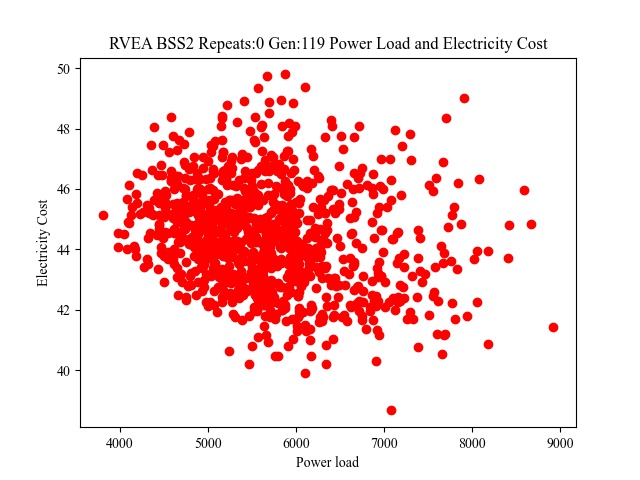 RVEA BSS2 Repeats:0 Gen:119 Power Load and Electricity Cost
50
48
46
44
42
40
Electricity Cost
4000 5000 6000 7000 8000 9000
Power load